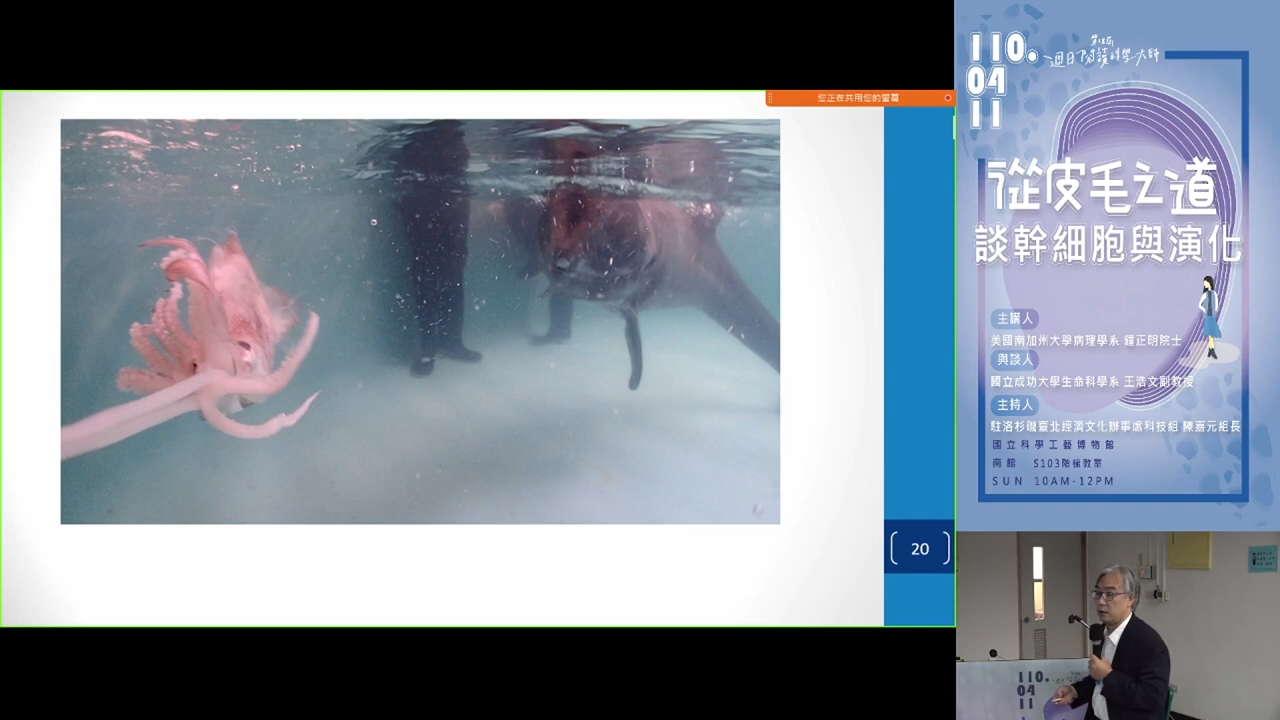 您正在共用您的螢幕
20
110.
04
11
週日閱讀科學大師
從皮毛之道
談幹細胞與演化
主講人
美國南加州大學病理學系 鍾正明院士
與談人
國立成功大學生命科學系 王浩文副教授
主持人
駐洛杉磯臺北經濟文化辦事處科技組 陳嘉元組長
國立科學工藝博物館
南館 S103階梯教室
SUN 10AM-12PM
110.
04
11